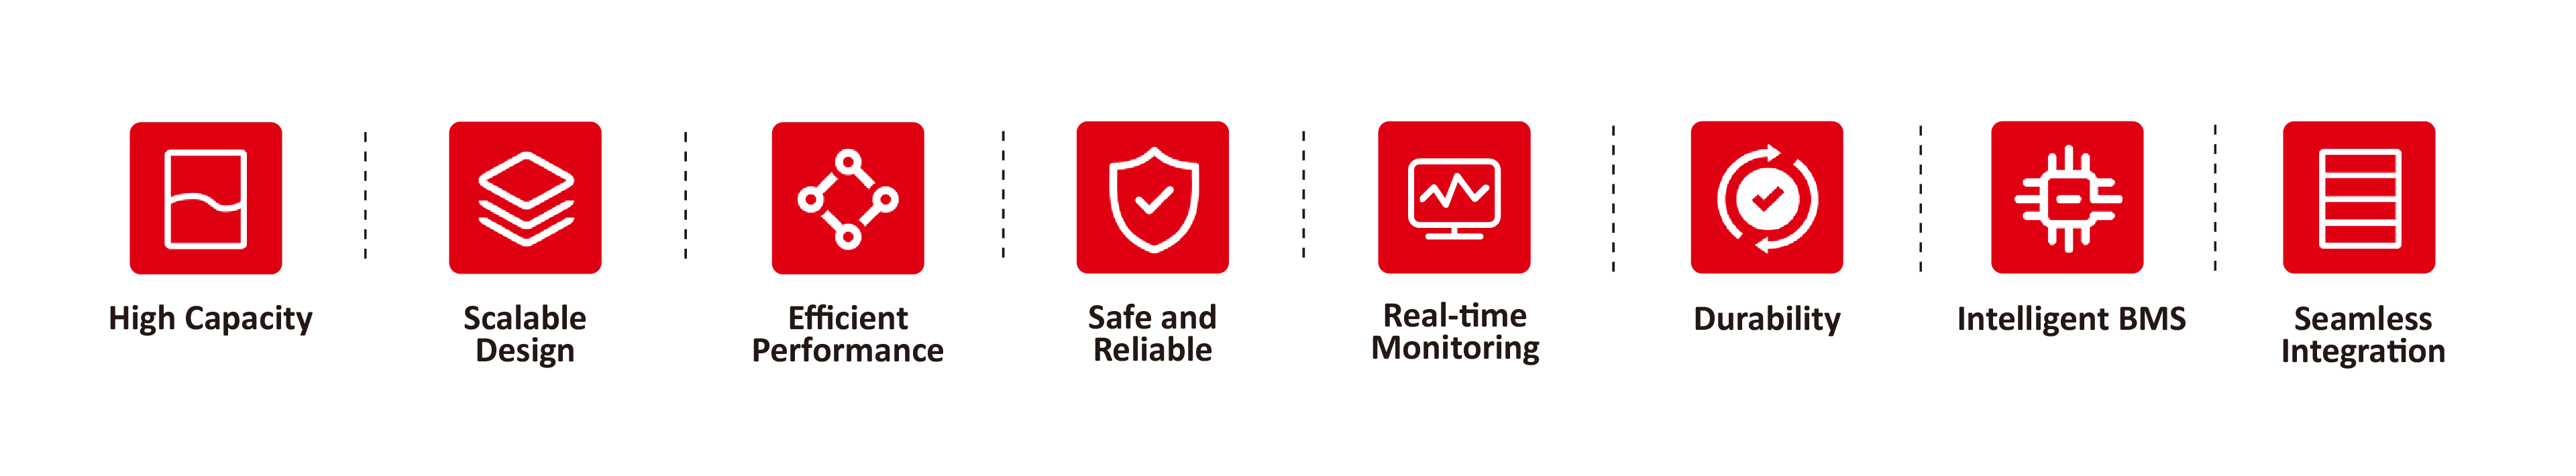 High Capacity
Scalable
Design
Efficient
Performance
Safe and
Reliable
Real-time
Monitoring
Durability
Intelligent BMS
Seamless
Integration